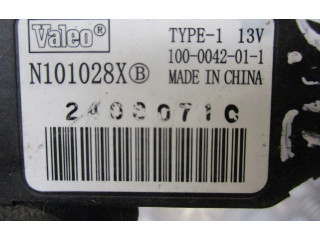 Valeo®
TYPE-1 13V
100-0042-01-1
N101028X Ⓑ
MADE IN CHINA